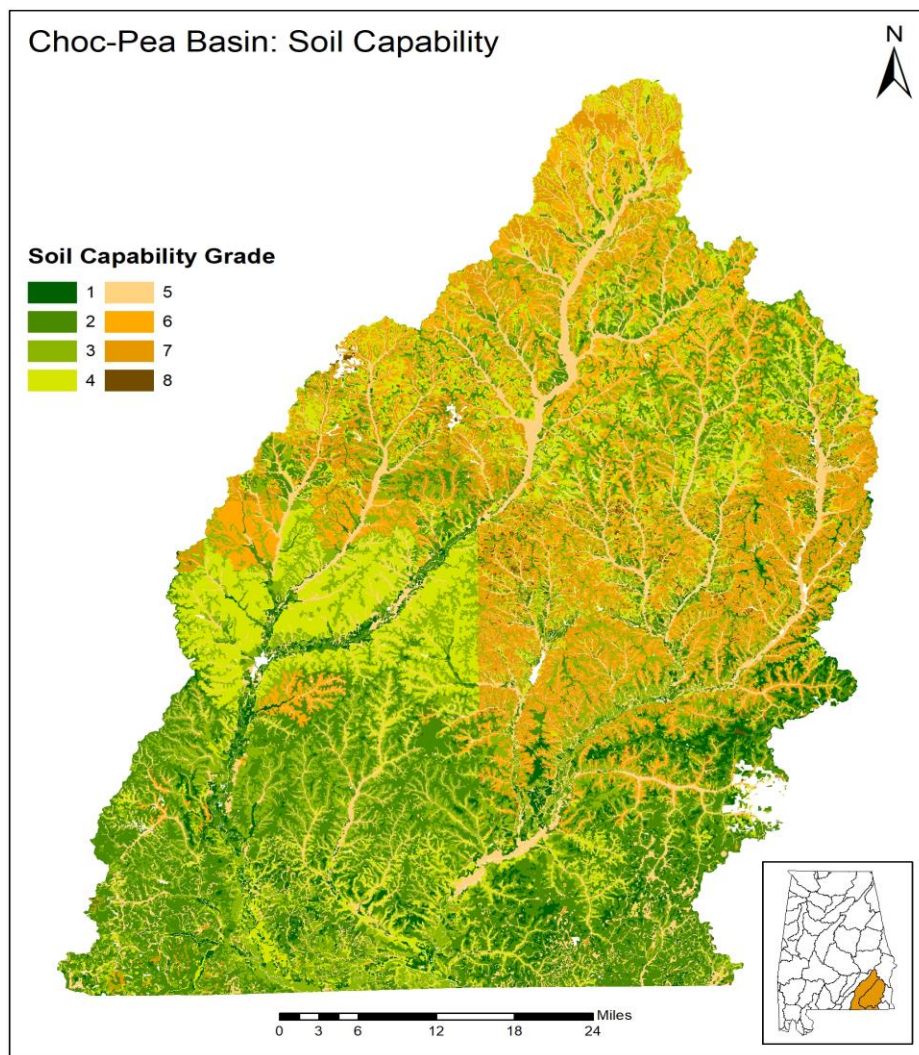 Choc-Pea Basin: Soil Capability
N
Soil Capability Grade
1 5
2 6
3 7
4 8
Miles
0 3 6 12 18 24